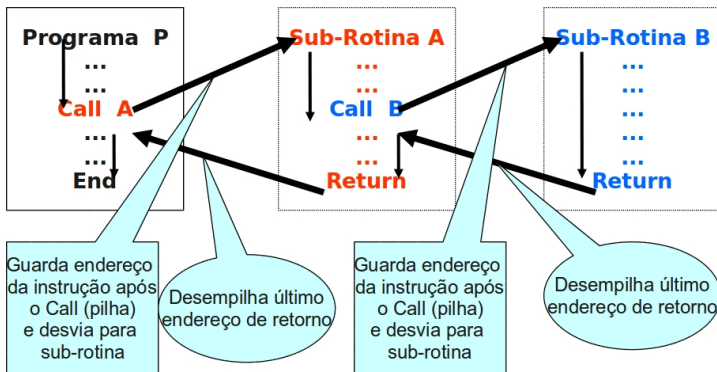 Programa P
...
...
Call A
...
...
End
Sub-Rotina A
...
...
Call B
...
...
Return
Sub-Rotina B
...
...
...
...
...
Return
Guarda endereço
da instrução após
o Call (pilha)
e desvia para
sub-rotina
Desempilha último
endereço de retorno
Guarda endereço
da instrução após
o Call (pilha)
e desvia para
sub-rotina
Desempilha último
endereço de retorno